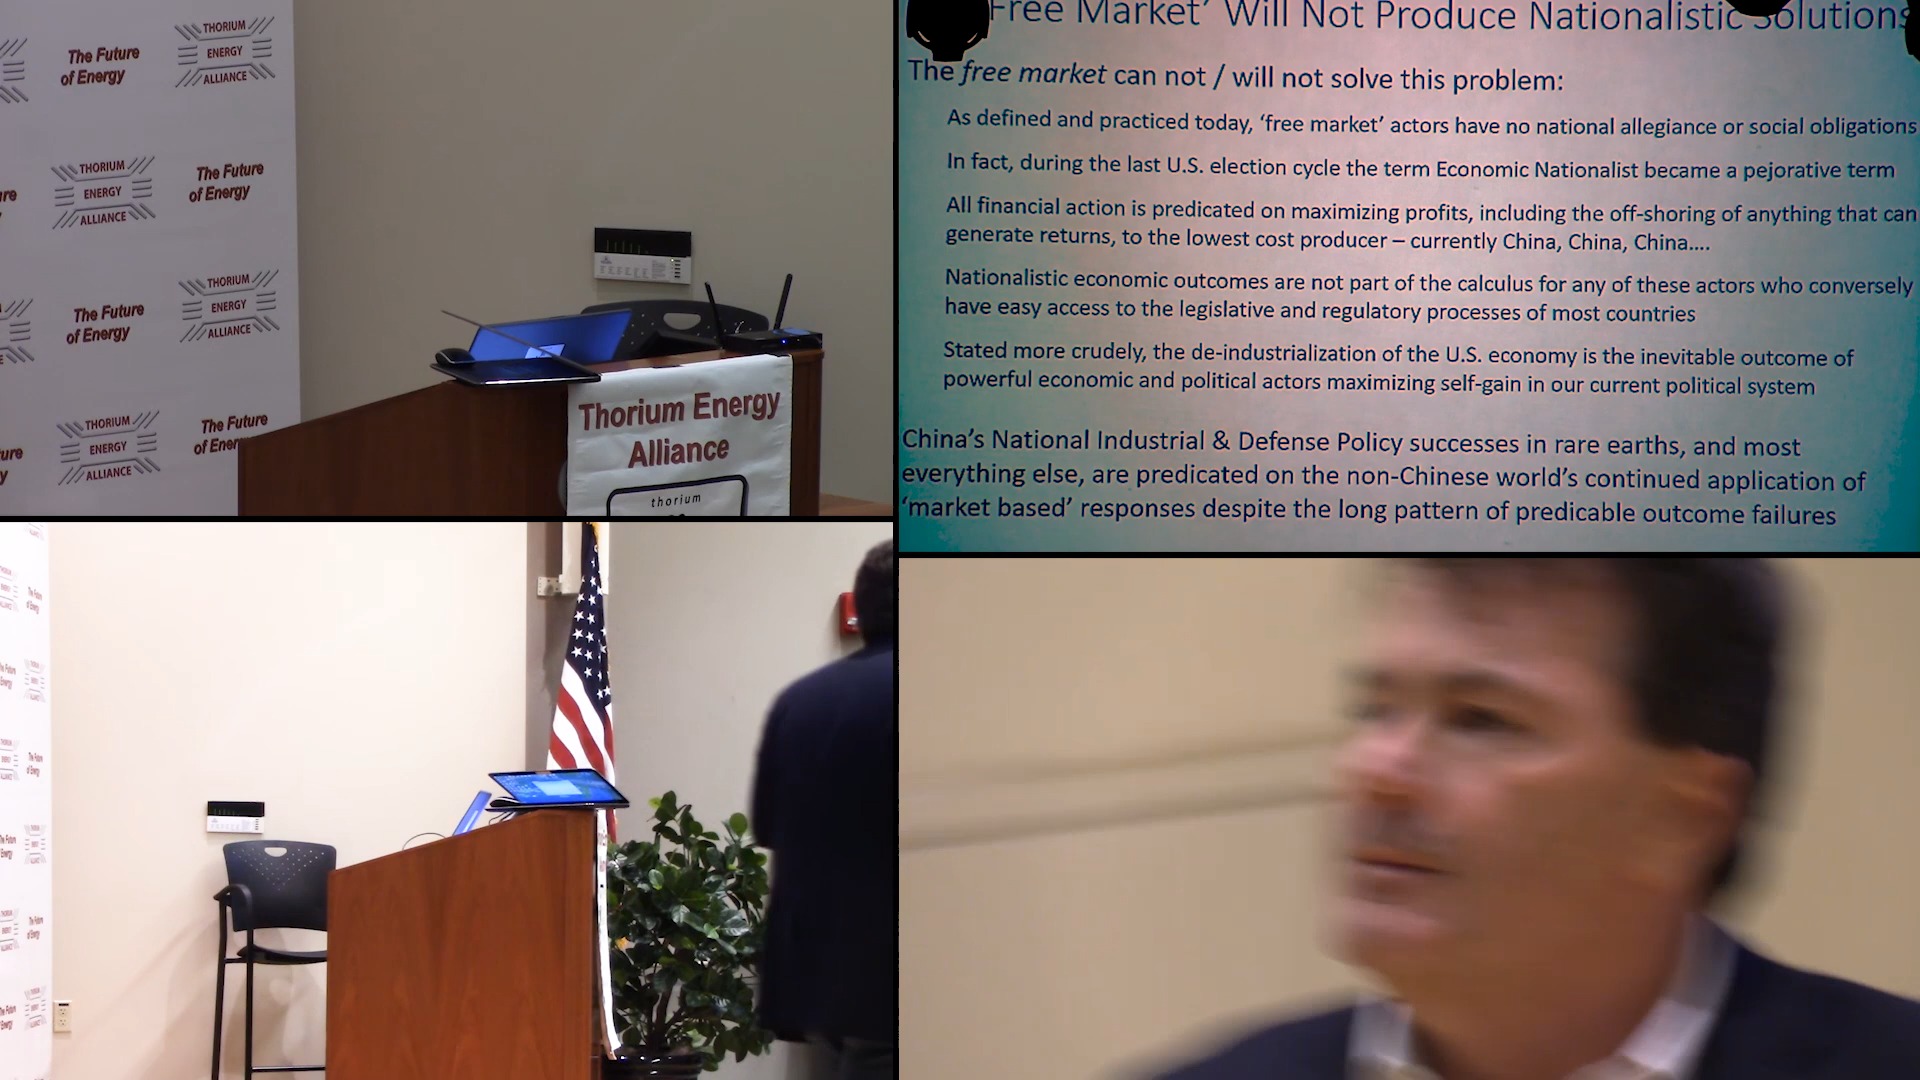 THORIUM
ENERGY
ALLIANCE
The Future
of Energy
THORIUM
ENERGY
ALLIANCE
The Future
of Energy
The Future
of Energy
THORIUM
ENERGY
ALLIANCE
THORIUM
ENERGY
ALLIANCE
The Future
Thorium Energy
Alliance
thorium
Free Market’ Will Not Produce Nationalistic Solutions
The free market can not / will not solve this problem:
As defined and practiced today, ‘free market’ actors have no national allegiance or social obligations
In fact, during the last U.S. election cycle the term Economic Nationalist became a pejorative term
All financial action is predicated on maximizing profits, including the off-shoring of anything that can
generate returns, to the lowest cost producer – currently China, China, China....
Nationalistic economic outcomes are not part of the calculus for any of these actors who conversely
have easy access to the legislative and regulatory processes of most countries
Stated more crudely, the de-industrialization of the U.S. economy is the inevitable outcome of
powerful economic and political actors maximizing self-gain in our current political system
China’s National Industrial & Defense Policy successes in rare earths, and most
everything else, are predicated on the non-Chinese world’s continued application of
‘market based’ responses despite the long pattern of predicable outcome failures